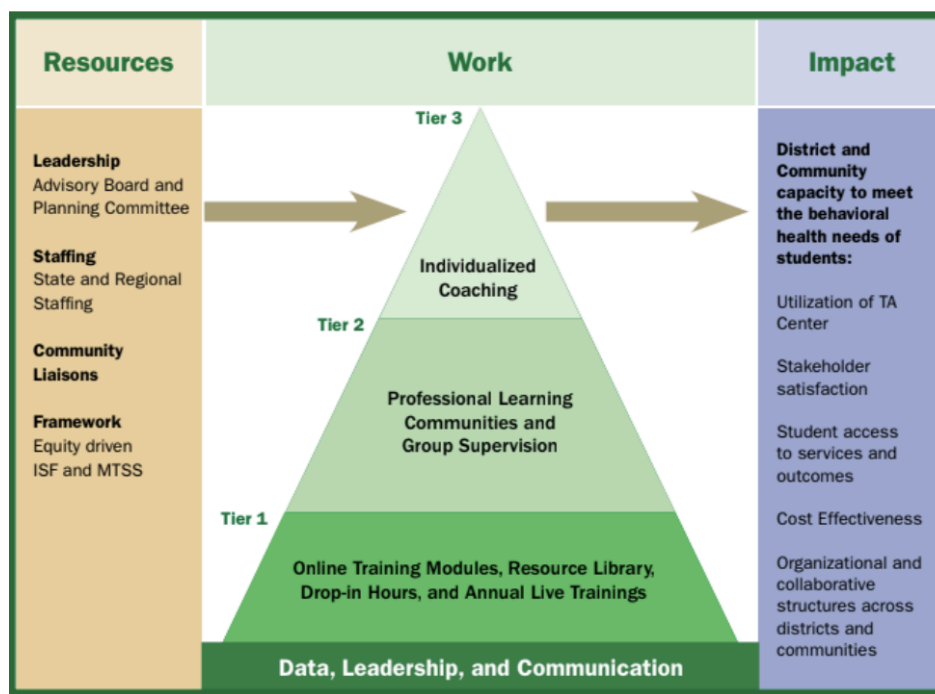 Resources
Work
Impact
Leadership
Advisory Board and
Planning Committee
Staffing
State and Regional
Staffing
Community
Liaisons
Framework
Equity driven
ISF and MTSS
Tier 3
Individualized
Coaching
Tier 2
Professional Learning
Communities and
Group Supervision
Tier 1
Online Training Modules, Resource Library,
Drop-in Hours, and Annual Live Trainings
Data, Leadership, and Communication
District and
Community
capacity to meet
the behavioral
health needs of
students:
Utilization of TA
Center
Stakeholder
satisfaction
Student access
to services and
outcomes
Cost Effectiveness
Organizational and
collaborative
structures across
districts and
communities